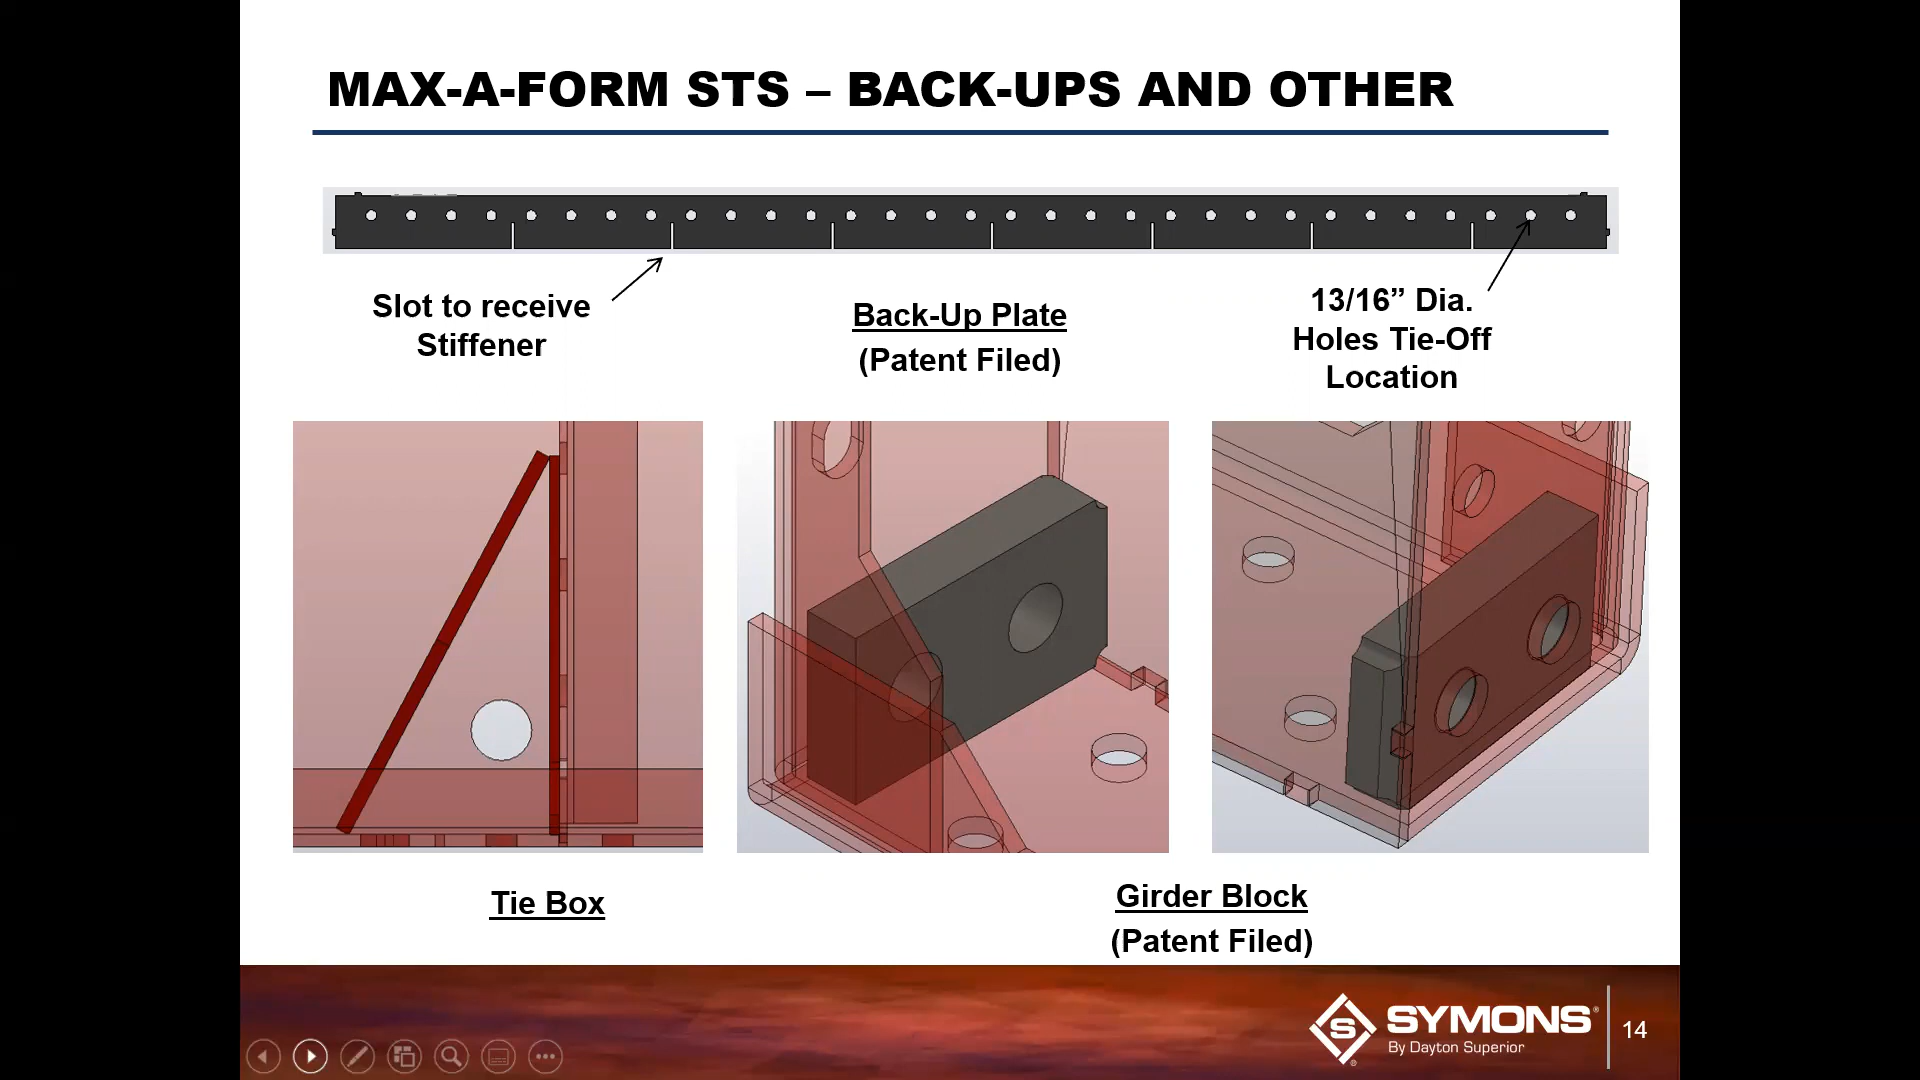 MAX-A-FORM STS – BACK-UPS AND OTHER
Slot to receive
Stiffener
Back-Up Plate
(Patent Filed)
13/16” Dia.
Holes Tie-Off
Location
Tie Box
Girder Block
(Patent Filed)
S SYMONS®
By Dayton Superior
14